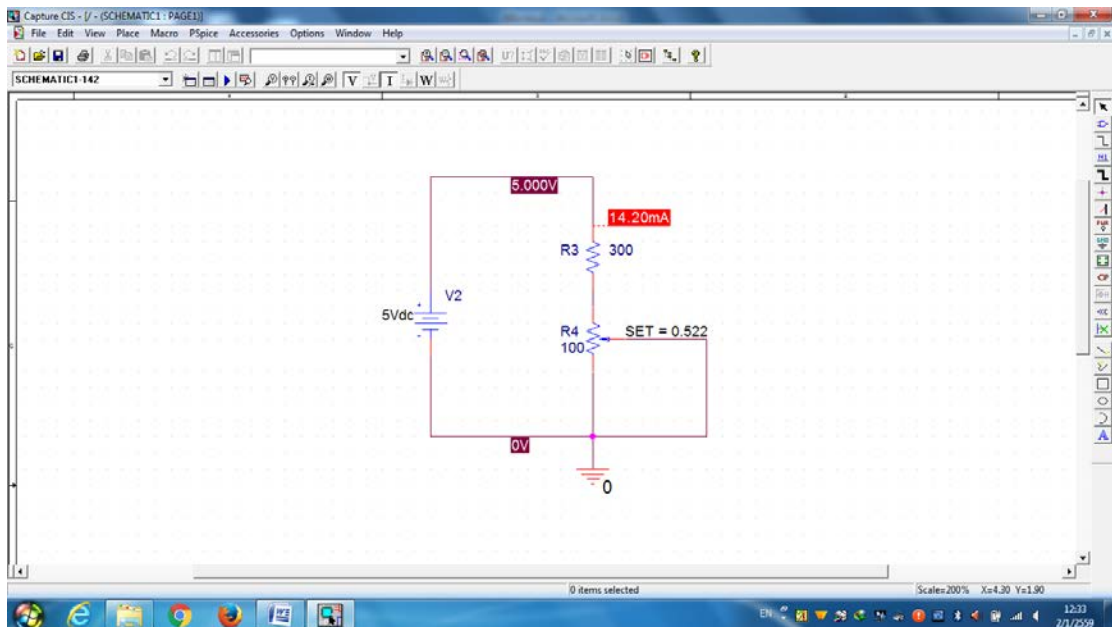 Capture CIS - [/ - (SCHEMATIC1 : PAGE1)]
File Edit View Place Macro PSpice Accessories Options Window Help
SCHEMATIC1-142
V I W
5.000V
14.20mA
R3 300
V2
5Vdc
R4 SET = 0.522
100
0V
0
0 items selected Scale=200% X=4.30 Y=1.90
EN 12:33
2/1/2559